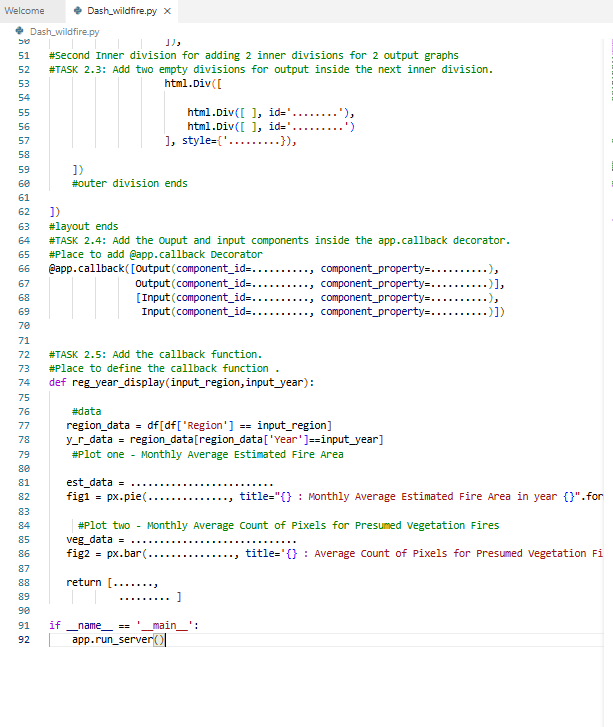 Welcome
Dash_wildfire.py ×
Dash_wildfire.py
50 ]),
51 #Second Inner division for adding 2 inner divisions for 2 output graphs
52 #TASK 2.3: Add two empty divisions for output inside the next inner division.
53 html.Div([
54
55 html.Div([ ], id='........'),
56 html.Div([ ], id='.........')
57 ], style={'.........}),
58
59 ])
60 #outer division ends
61
62 ])
63 #layout ends
64 #TASK 2.4: Add the Ouput and input components inside the app.callback decorator.
65 #Place to add @app.callback Decorator
66 @app.callback([Output(component_id=.........., component_property=..........),
67 Output(component_id=.........., component_property=..........)],
68 [Input(component_id=.........., component_property=..........),
69 Input(component_id=.........., component_property=..........)])
70
71
72 #TASK 2.5: Add the callback function.
73 #Place to define the callback function .
74 def reg_year_display(input_region,input_year):
75
76 #data
77 region_data = df[df['Region'] == input_region]
78 y_r_data = region_data[region_data['Year']==input_year]
79 #Plot one - Monthly Average Estimated Fire Area
80
81 est_data = .........................
82 fig1 = px.pie(.............., title="{} : Monthly Average Estimated Fire Area in year {}".for
83
84 #Plot two - Monthly Average Count of Pixels for Presumed Vegetation Fires
85 veg_data = .............................
86 fig2 = px.bar(..............., title='{} : Average Count of Pixels for Presumed Vegetation Fi
87
88 return [.......,
89 ......... ]
90
91 if __name__ == '__main__':
92 app.run_server()